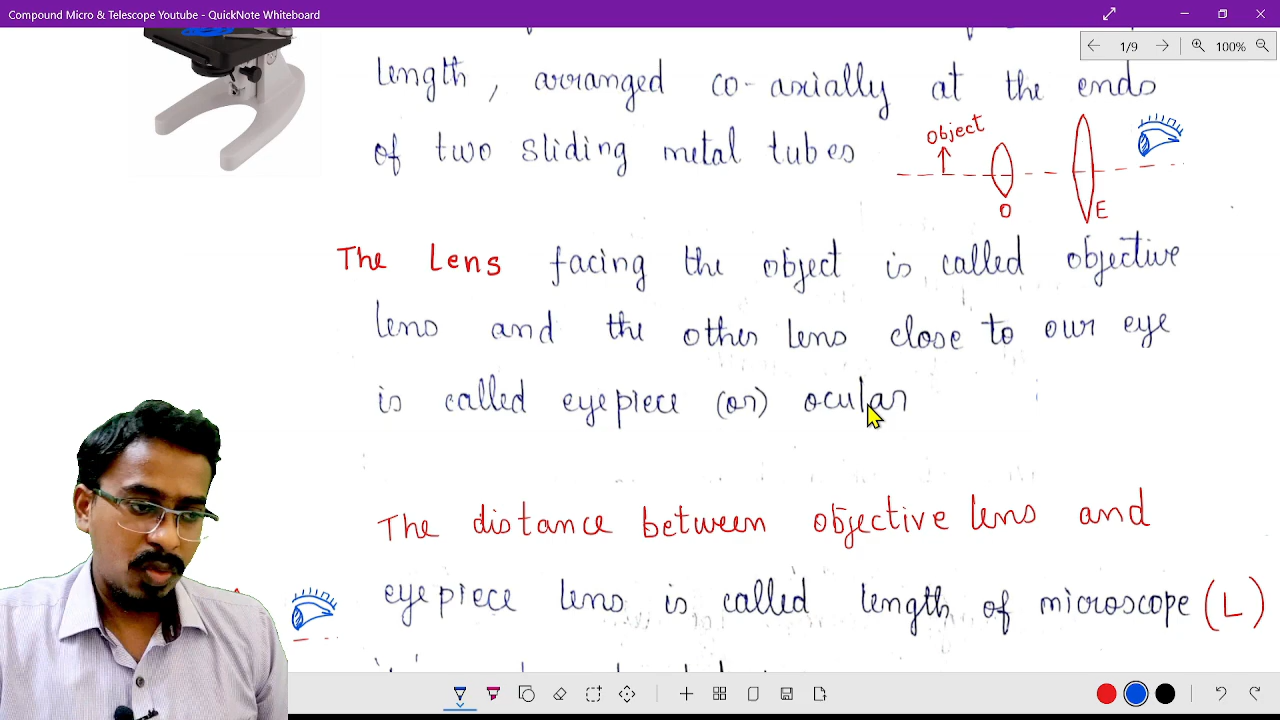 Compound Micro & Telescope Youtube - QuickNote Whiteboard
1/9
100%
length, arranged co-axially at the ends
of two sliding metal tubes
object
O
E
The Lens facing the object is called objective
lens and the other lens close to our eye
is called eyepiece (or) ocular
The distance between objective lens and
eyepiece lens is called length of microscope (L)